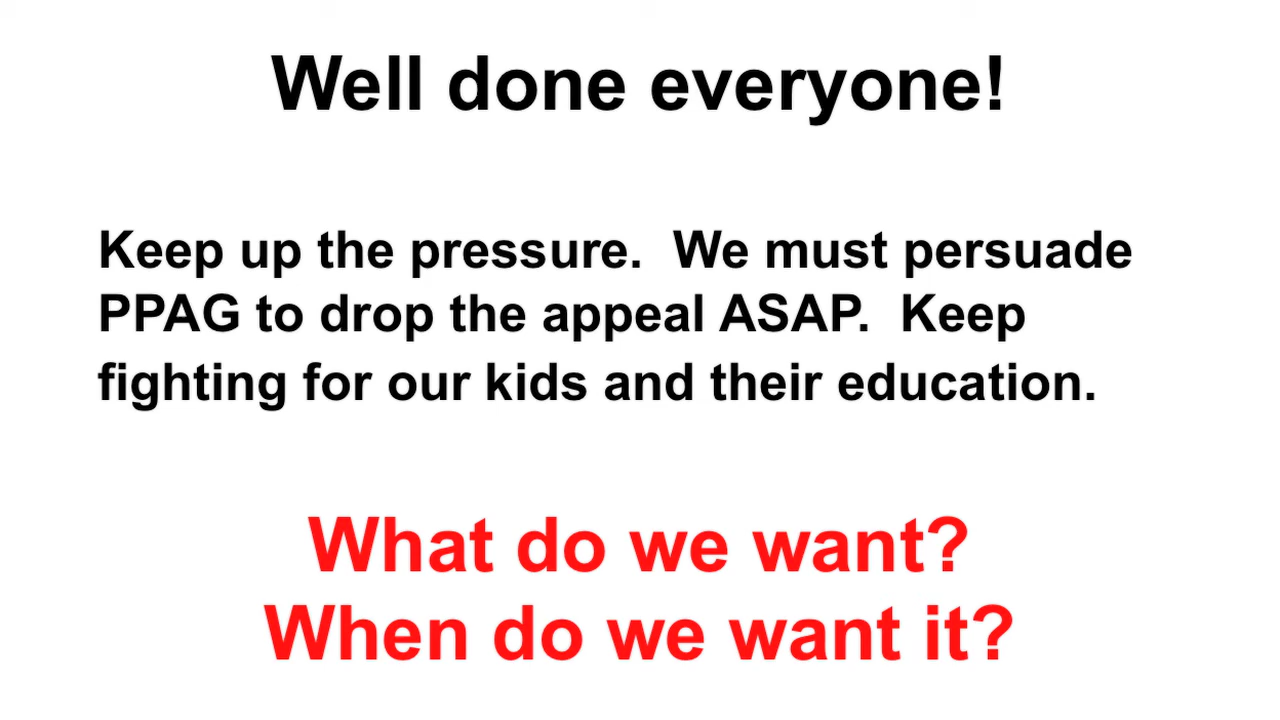 Well done everyone!
Keep up the pressure.  We must persuade
PPAG to drop the appeal ASAP.  Keep
fighting for our kids and their education.
What do we want?
When do we want it?